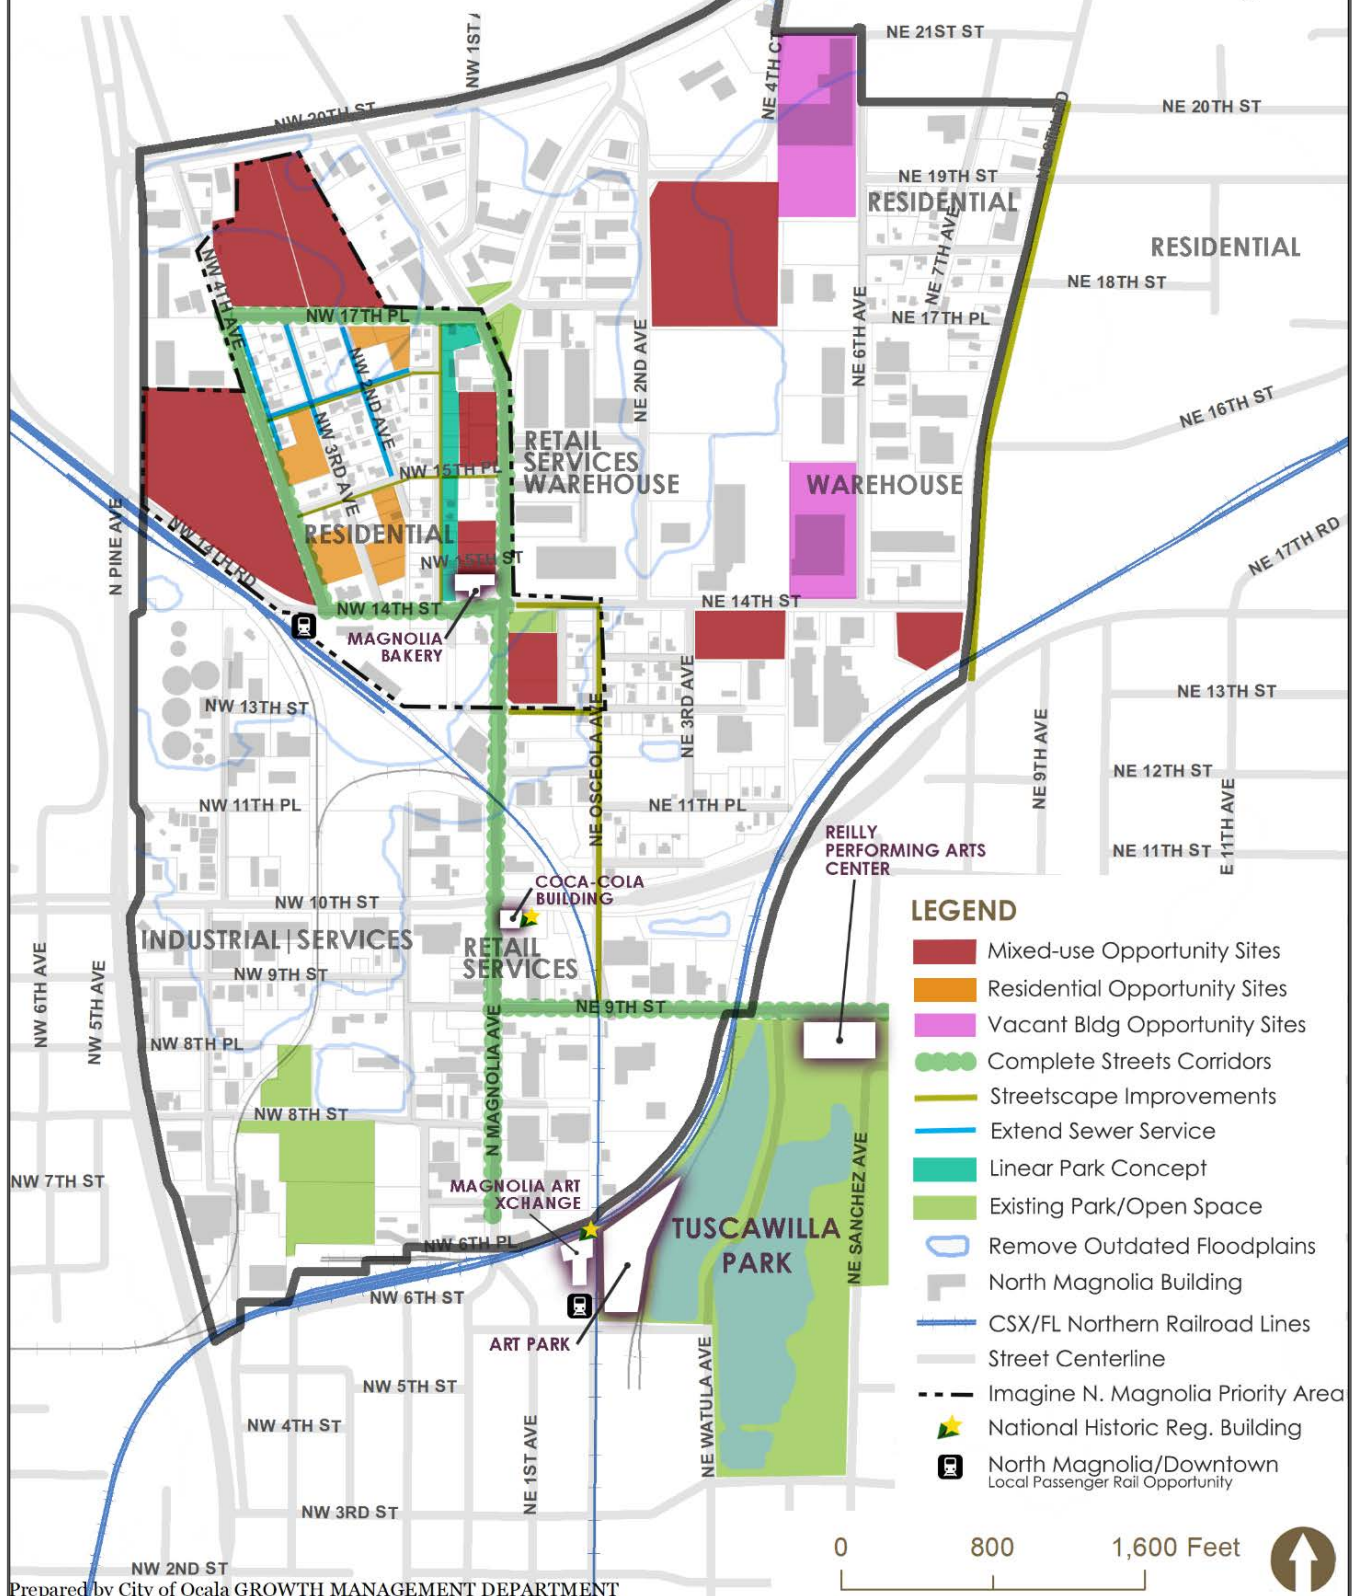 NE 21ST ST
NW 1ST A
NE 4TH CT
NW 20TH ST
NE 20TH ST
NE 19TH ST
RESIDENTIAL
NE 7TH AVE
RESIDENTIAL
NW 4TH AVE
NE 18TH ST
NW 17TH PL
NE 17TH PL
NE 2ND AVE
NE 6TH AVE
NW 2ND AVE
NE 16TH ST
NW 3RD AVE
RETAIL
SERVICES
WAREHOUSE
NW 15TH PL
WAREHOUSE
N PINE AVE
NW 14TH RD
RESIDENTIAL
NW 15TH ST
NE 17TH RD
NW 14TH ST
NE 14TH ST
MAGNOLIA
BAKERY
NW 13TH ST
NE 3RD AVE
NE 13TH ST
NE OSCEOLA AVE
NE 9TH AVE
NE 12TH ST
NW 11TH PL
NE 11TH PL
E 11TH AVE
NE 11TH ST
REILLY
PERFORMING ARTS
CENTER
COCA-COLA
BUILDING
NW 10TH ST
INDUSTRIAL | SERVICES
RETAIL
SERVICES
NW 9TH ST
NW 6TH AVE
NW 5TH AVE
NE 9TH ST
NW 8TH PL
N MAGNOLIA AVE
NW 8TH ST
NW 7TH ST
MAGNOLIA ART
XCHANGE
NE SANCHEZ AVE
TUSCAWILLA
PARK
NW 6TH PL
NW 6TH ST
ART PARK
NW 5TH ST
NE WATULA AVE
NW 4TH ST
NE 1ST AVE
NW 3RD ST
NW 2ND ST
LEGEND
Mixed-use Opportunity Sites
Residential Opportunity Sites
Vacant Bldg Opportunity Sites
Complete Streets Corridors
Streetscape Improvements
Extend Sewer Service
Linear Park Concept
Existing Park/Open Space
Remove Outdated Floodplains
North Magnolia Building
CSX/FL Northern Railroad Lines
Street Centerline
Imagine N. Magnolia Priority Area
National Historic Reg. Building
North Magnolia/Downtown
Local Passenger Rail Opportunity
0 800 1,600 Feet
Prepared by City of Ocala GROWTH MANAGEMENT DEPARTMENT